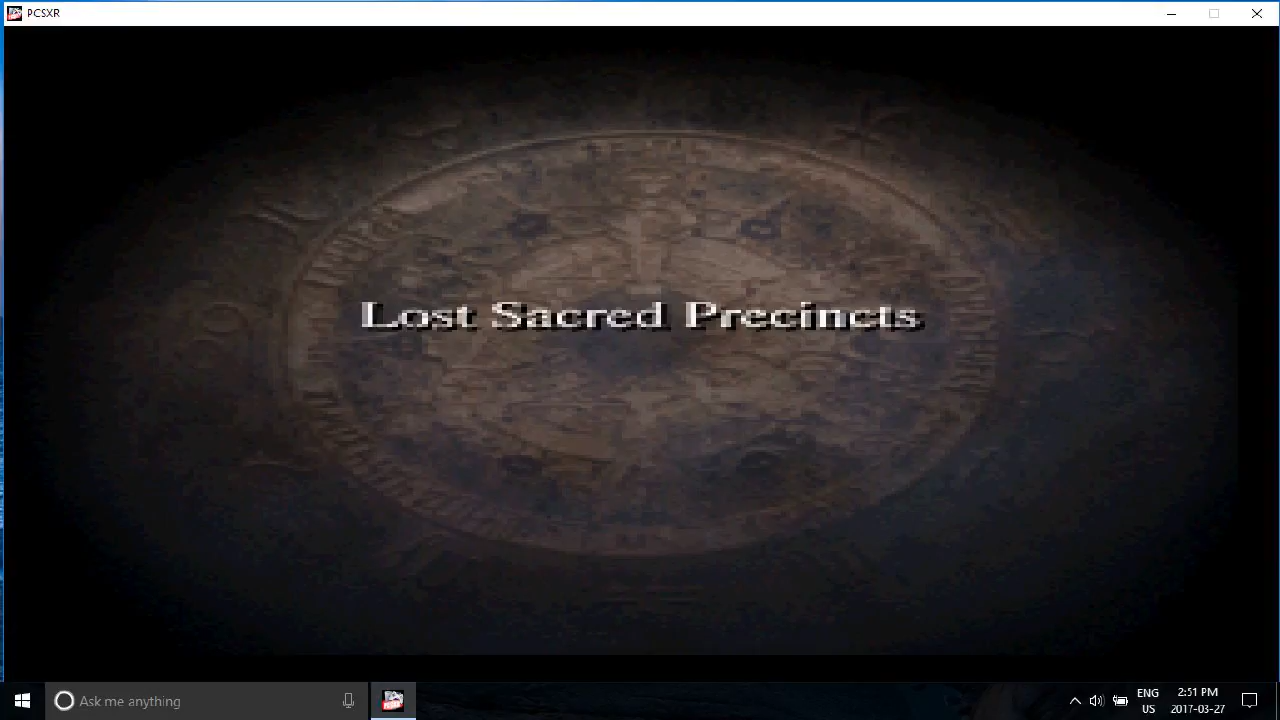 PCSXR
Lost Sacred Precincts
Ask me anything
ENG
US
2:51 PM
2017-03-27